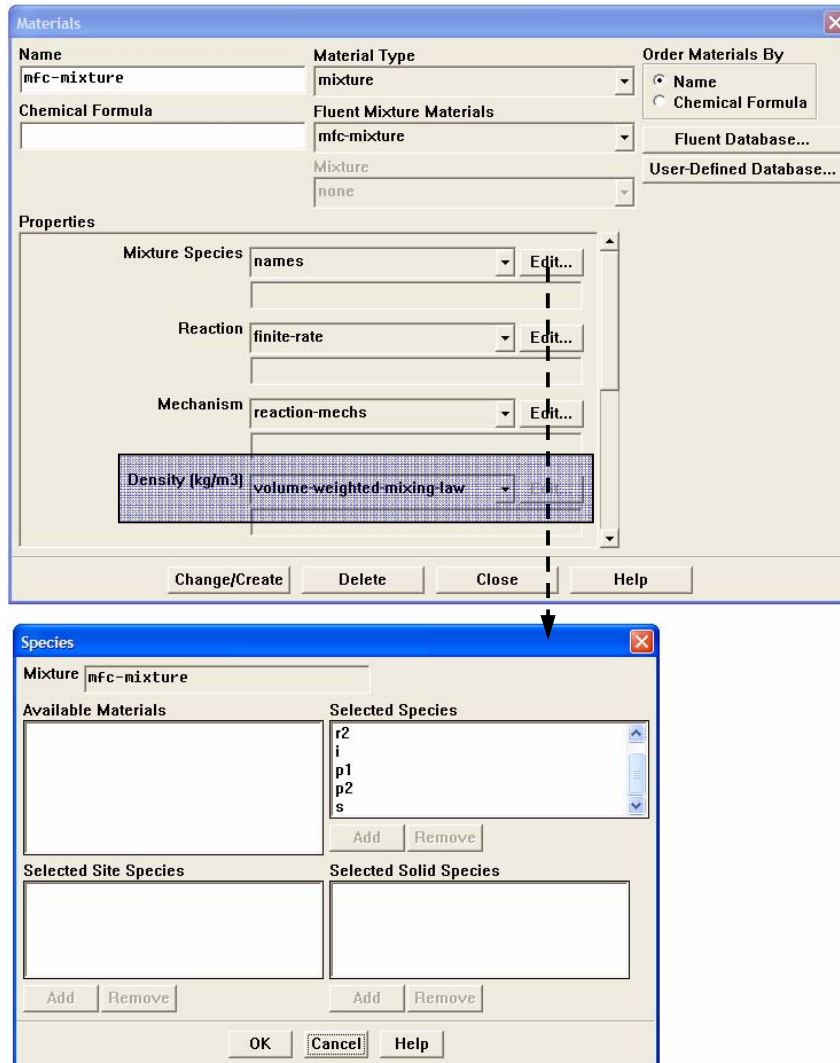 Materials
Name
mfc-mixture
Chemical Formula
Material Type
mixture
Fluent Mixture Materials
mfc-mixture
Mixture
none
Order Materials By
Name
Chemical Formula
Fluent Database...
User-Defined Database...
Properties
Mixture Species names Edit...
Reaction finite-rate Edit...
Mechanism reaction-mechs Edit...
Density (kg/m3) volume-weighted-mixing-law Edit...
Change/Create Delete Close Help
Species
Mixture mfc-mixture
Available Materials
Selected Species
r2
i
p1
p2
s
Add Remove
Selected Site Species
Selected Solid Species
Add Remove
Add Remove
OK Cancel Help